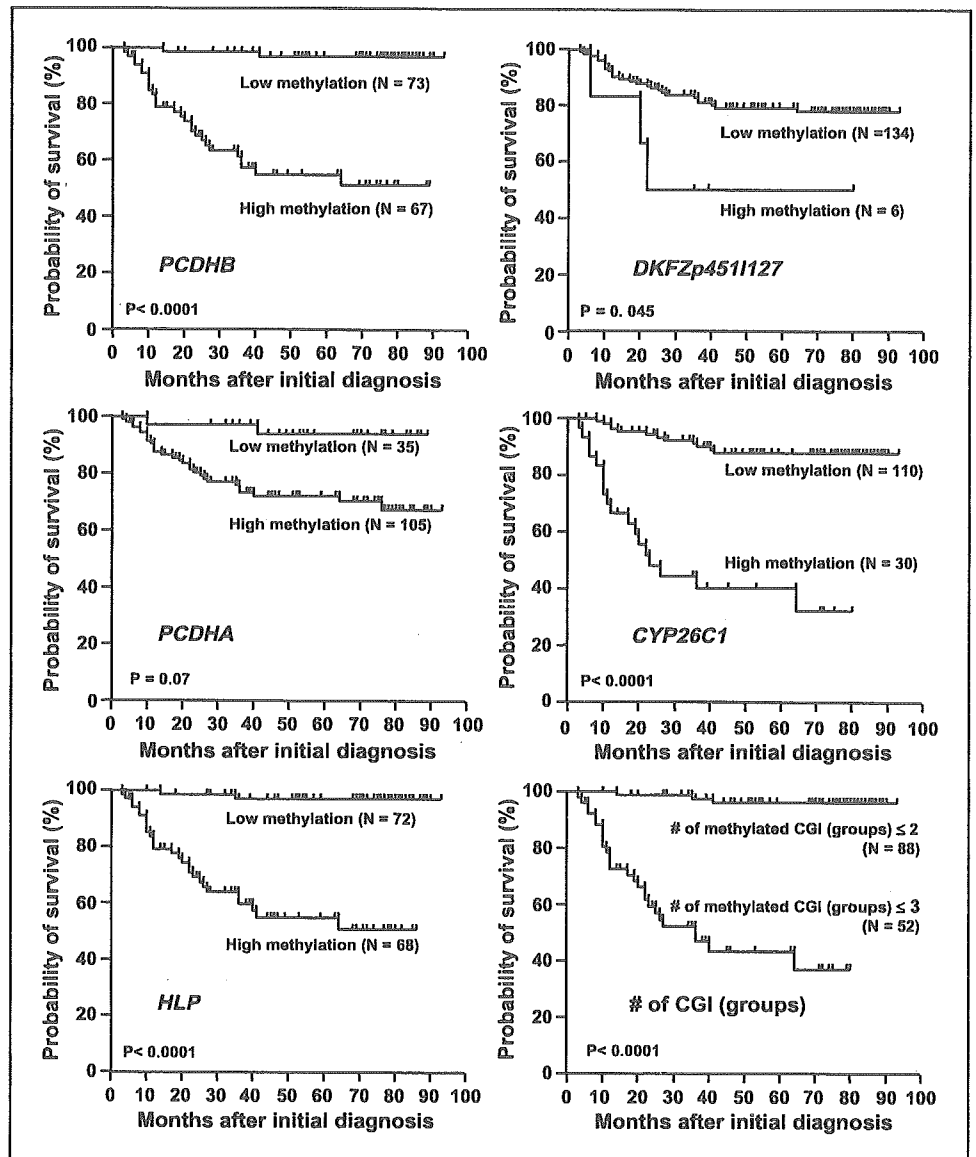 Probability of survival (%)
100
80
60
40
20
0
Low methylation (N = 73)
High methylation (N = 67)
PCDHB
P< 0.0001
0 10 20 30 40 50 60 70 80 90 100
Months after initial diagnosis
Probability of survival (%)
100
80
60
40
20
0
Low methylation (N =134)
High methylation (N = 6)
DKFZp451I127
P = 0. 045
0 10 20 30 40 50 60 70 80 90 100
Months after initial diagnosis
Probability of survival (%)
100
80
60
40
20
0
Low methylation (N = 35)
High methylation (N = 105)
PCDHA
P = 0.07
0 10 20 30 40 50 60 70 80 90 100
Months after initial diagnosis
Probability of survival (%)
100
80
60
40
20
0
Low methylation (N = 110)
High methylation (N = 30)
CYP26C1
P< 0.0001
0 10 20 30 40 50 60 70 80 90 100
Months after initial diagnosis
Probability of survival (%)
100
80
60
40
20
0
Low methylation (N = 72)
High methylation (N = 68)
HLP
P< 0.0001
0 10 20 30 40 50 60 70 80 90 100
Months after initial diagnosis
Probability of survival (%)
100
80
60
40
20
0
# of methylated CGI (groups) ≤ 2
(N = 88)
# of methylated CGI (groups) ≤ 3
(N = 52)
# of CGI (groups)
P< 0.0001
0 10 20 30 40 50 60 70 80 90 100
Months after initial diagnosis